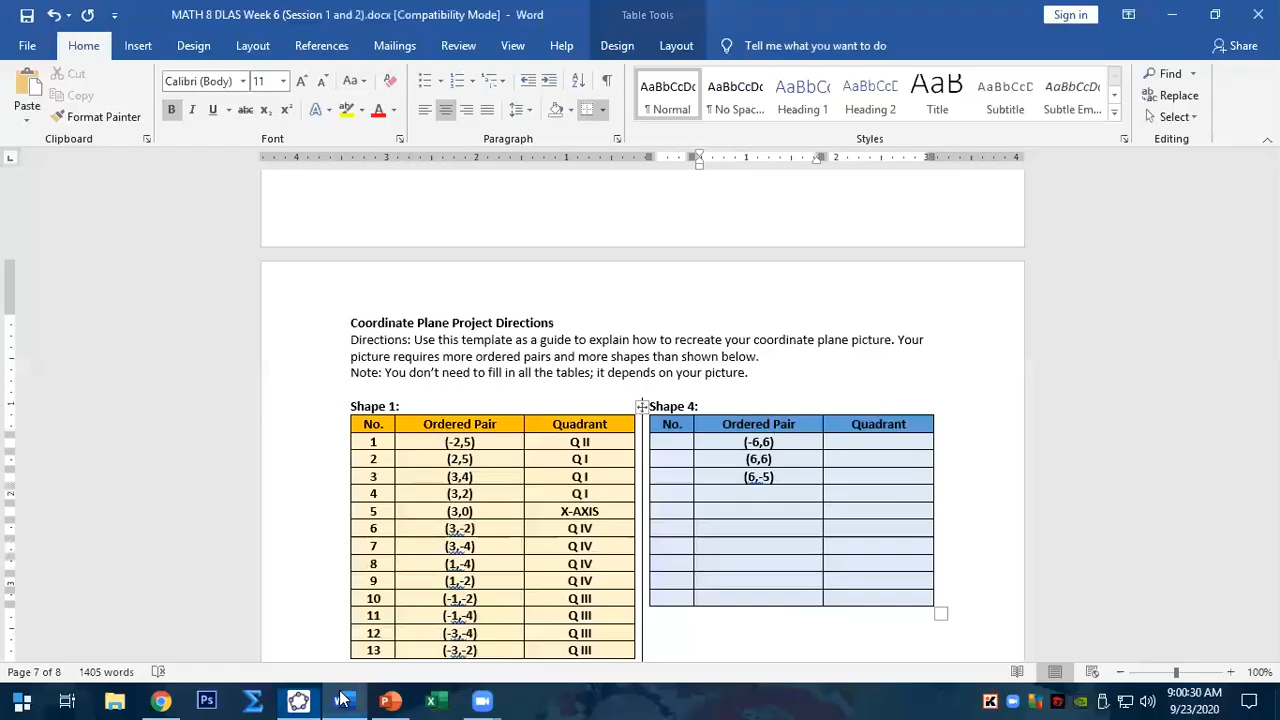 MATH 8 DLAS Week 6 (Session 1 and 2).docx [Compatibility Mode] - Word
Table Tools
Sign in
File Home Insert Design Layout References Mailings Review View Help Design Layout Tell me what you want to do Share
Paste
Cut
Copy
Format Painter
Calibri (Body) 11
AaBbCcDc ¶ Normal
AaBbCcDc ¶ No Spac...
AaBbCc Heading 1
AaBbCcC Heading 2
AaB Title
AaBbCcD Subtitle
AaBbCcDc Subtle Em...
Find
Replace
Select
Clipboard Font Paragraph Styles Editing
4 3 2 1 1 2 3 4
Coordinate Plane Project Directions
Directions: Use this template as a guide to explain how to recreate your coordinate plane picture. Your
picture requires more ordered pairs and more shapes than shown below.
Note: You don't need to fill in all the tables; it depends on your picture.
Shape 1:
No. Ordered Pair Quadrant
1 (-2,5) Q II
2 (2,5) Q I
3 (3,4) Q I
4 (3,2) Q I
5 (3,0) X-AXIS
6 (3,-2) Q IV
7 (3,-4) Q IV
8 (1,-4) Q IV
9 (1,-2) Q IV
10 (-1,-2) Q III
11 (-1,-4) Q III
12 (-3,-4) Q III
13 (-3,-2) Q III
Shape 4:
No. Ordered Pair Quadrant
(-6,6)
(6,6)
(6,-5)
Page 7 of 8 1405 words
100%
9:00:30 AM
9/23/2020